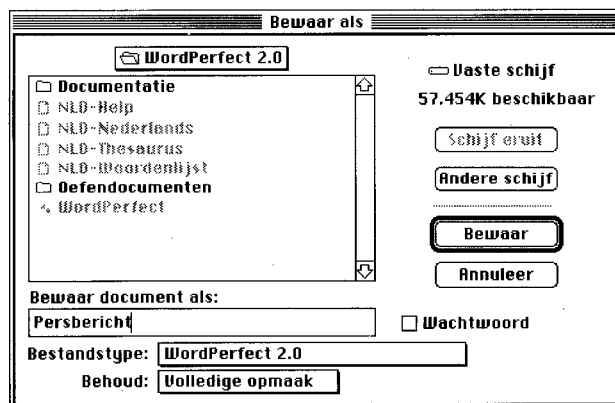 Bewaar als
WordPerfect 2.0
Documentatie
NLD-Help
NLD-Nederlands
NLD-Thesaurus
NLD-Woordenlijst
Oefendocumenten
WordPerfect
Vaste schijf
57.454K beschikbaar
Schijf eruit
Andere schijf
Bewaar
Annuleer
Bewaar document als:
Persbericht
Wachtwoord
Bestandstype: WordPerfect 2.0
Behoud: Volledige opmaak